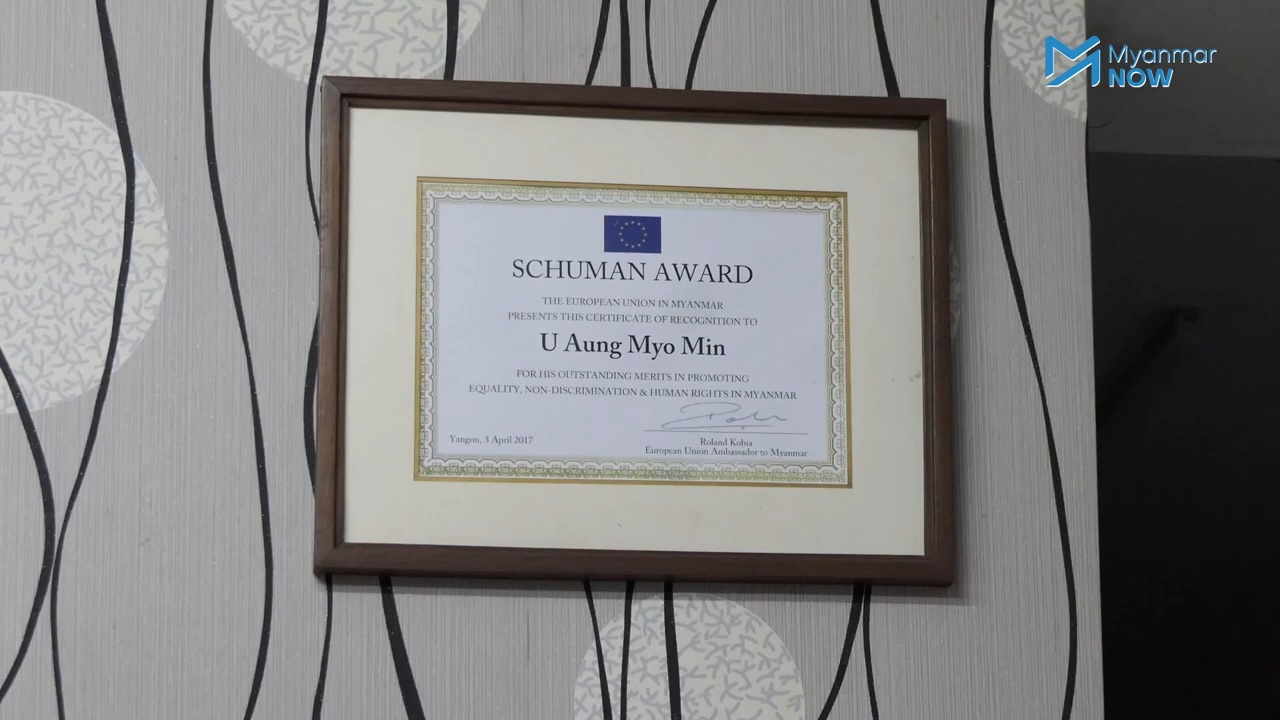 Myanmar
NOW
SCHUMAN AWARD
THE EUROPEAN UNION IN MYANMAR
PRESENTS THIS CERTIFICATE OF RECOGNITION TO
U Aung Myo Min
FOR HIS OUTSTANDING MERITS IN PROMOTING
EQUALITY, NON-DISCRIMINATION & HUMAN RIGHTS IN MYANMAR
Yangon, 3 April 2017
Roland Kobia
European Union Ambassador to Myanmar